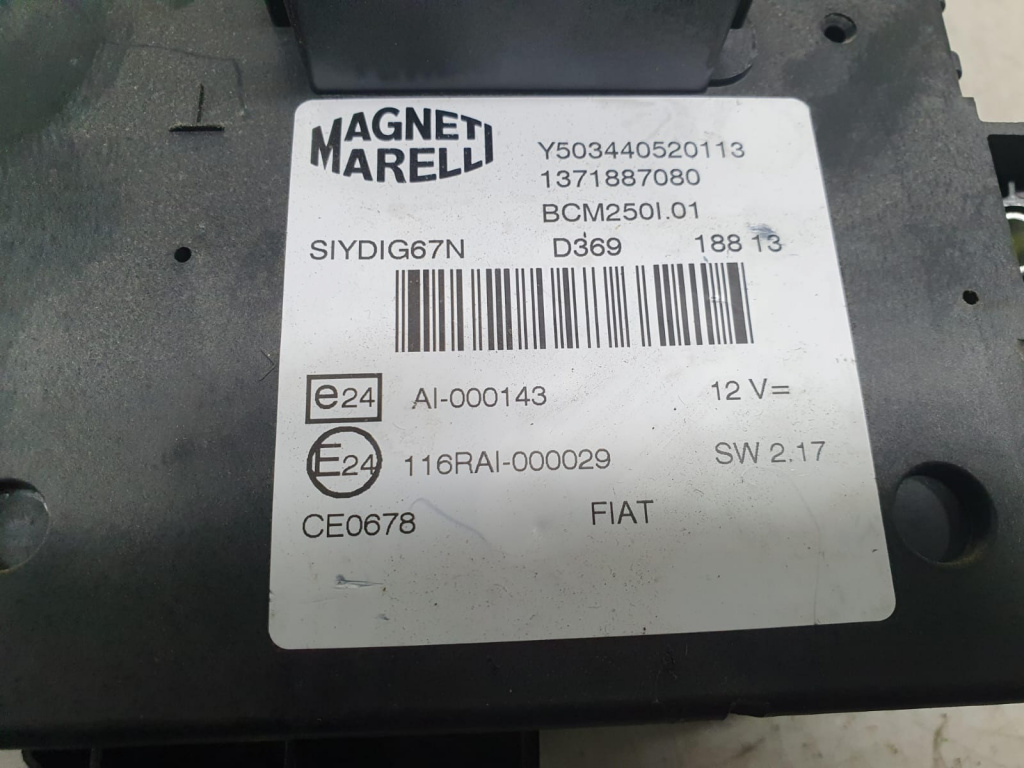 MAGNETI
MARELLI
Y503440520113
1371887080
BCM250I.01
SIYDIG67N D369 188 13
e24 AI-000143 12 V=
E24 116RAI-000029 SW 2.17
CE0678 FIAT